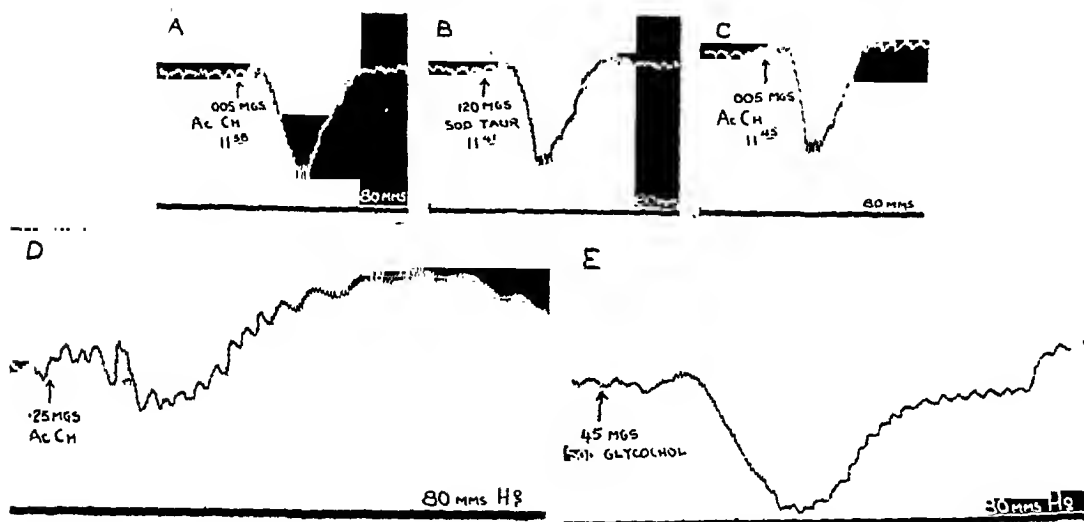 A
005 MGS
Ac CH
11 38
80 MMS
B
120 MGS
SOD TAUR
11 41
C
005 MGS
Ac CH
11 45
80 MMS
D
·25 MGS
Ac CH
80 MMS Hg
E
45 MGS
GLYCOCHOL
80 MMS Hg